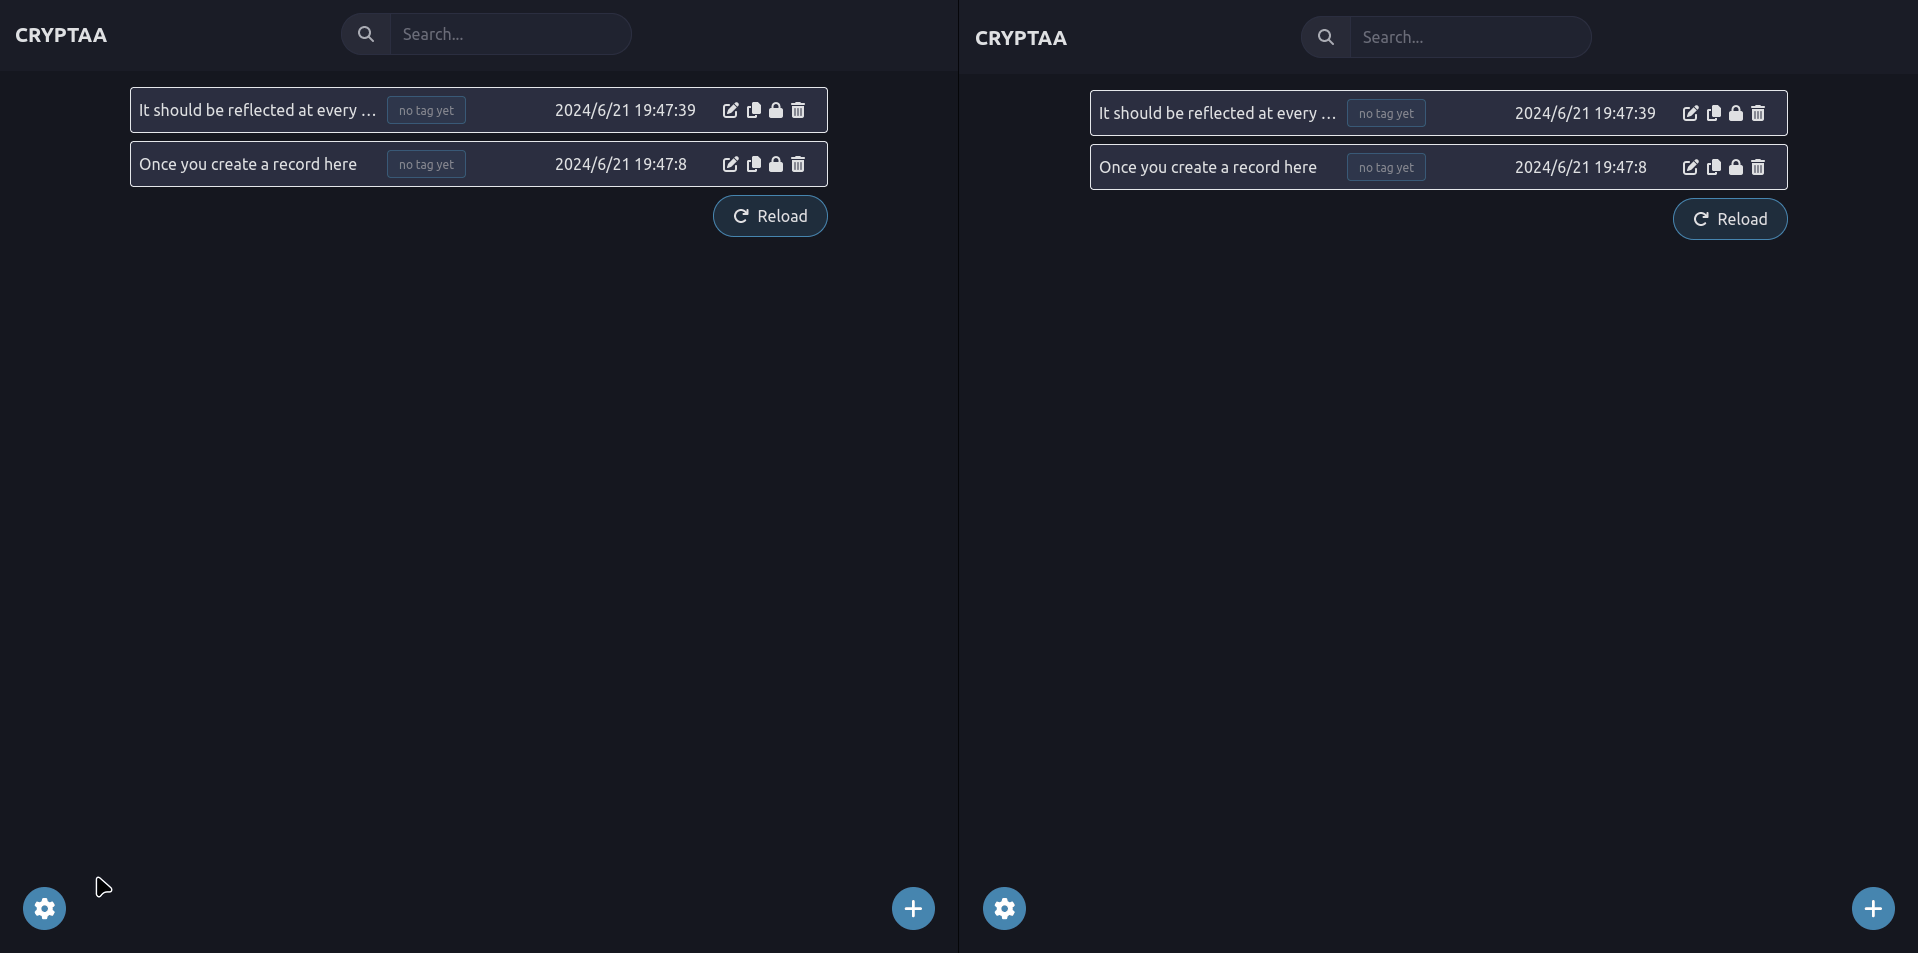 CRYPTAA
Search...
It should be reflected at every ... no tag yet 2024/6/21 19:47:39
Once you create a record here no tag yet 2024/6/21 19:47:8
Reload
CRYPTAA
Search...
It should be reflected at every ... no tag yet 2024/6/21 19:47:39
Once you create a record here no tag yet 2024/6/21 19:47:8
Reload